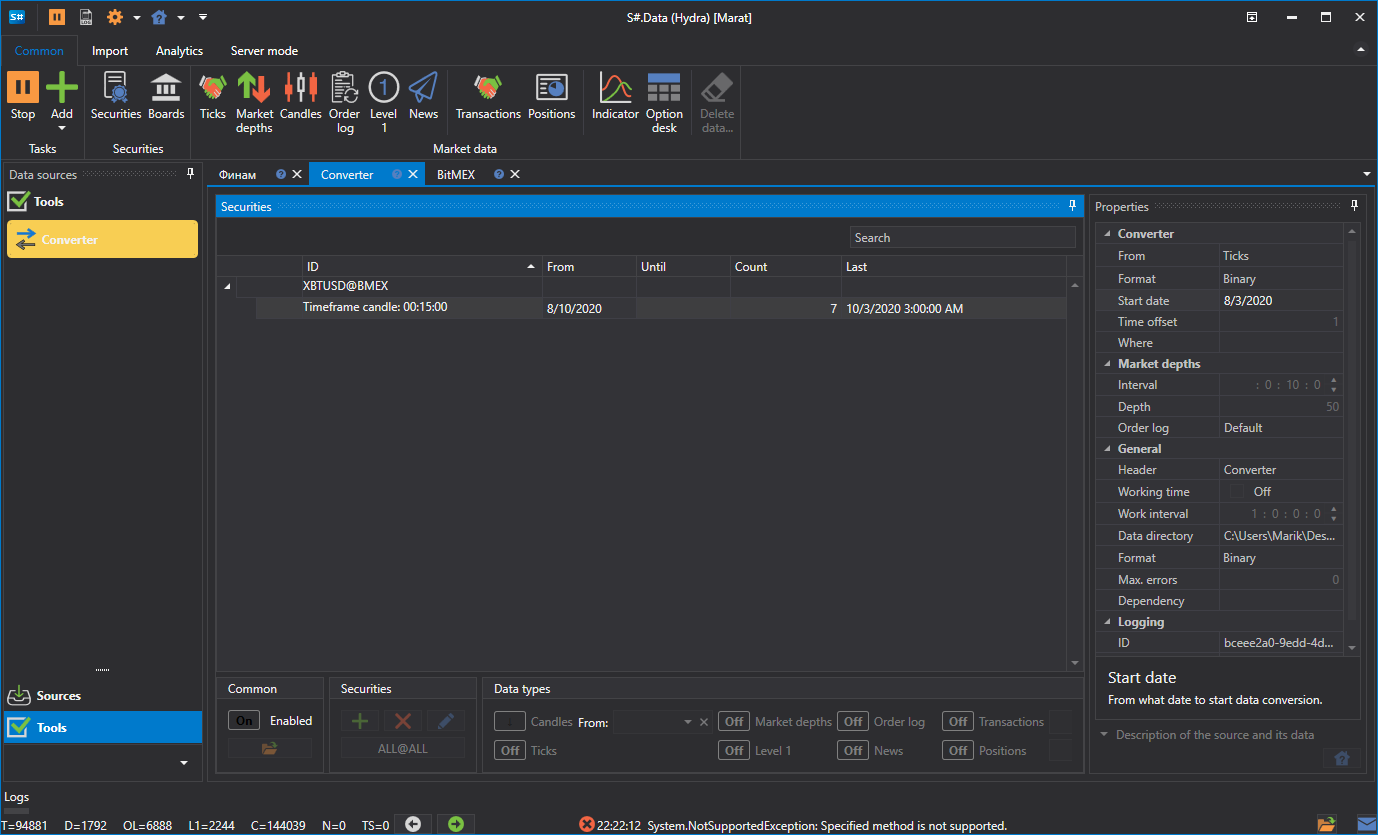 S# LOG S#.Data (Hydra) [Marat]
Common Import Analytics Server mode
Stop Add Securities Boards Ticks Market depths Candles Order log Level 1 News Transactions Positions Indicator Option desk Delete data...
Tasks Securities Market data
Data sources
Финам Converter BitMEX
Tools
Converter
Securities
Search
ID From Until Count Last
XBTUSD@BMEX
Timeframe candle: 00:15:00 8/10/2020 7 10/3/2020 3:00:00 AM
Properties
Converter
From Ticks
Format Binary
Start date 8/3/2020
Time offset 1
Where
Market depths
Interval : 0 : 10 : 0
Depth 50
Order log Default
General
Header Converter
Working time Off
Work interval 1 : 0 : 0 : 0
Data directory C:\Users\Marik\Des...
Format Binary
Max. errors 0
Dependency
Logging
ID bceee2a0-9edd-4d...
Start date
From what date to start data conversion.
Description of the source and its data
Sources
Tools
Common Securities Data types
On Enabled Candles From: Off Market depths Off Order log Off Transactions
ALL@ALL Off Ticks Off Level 1 Off News Off Positions
Logs
T=94881 D=1792 OL=6888 L1=2244 C=144039 N=0 TS=0 22:22:12 System.NotSupportedException: Specified method is not supported.